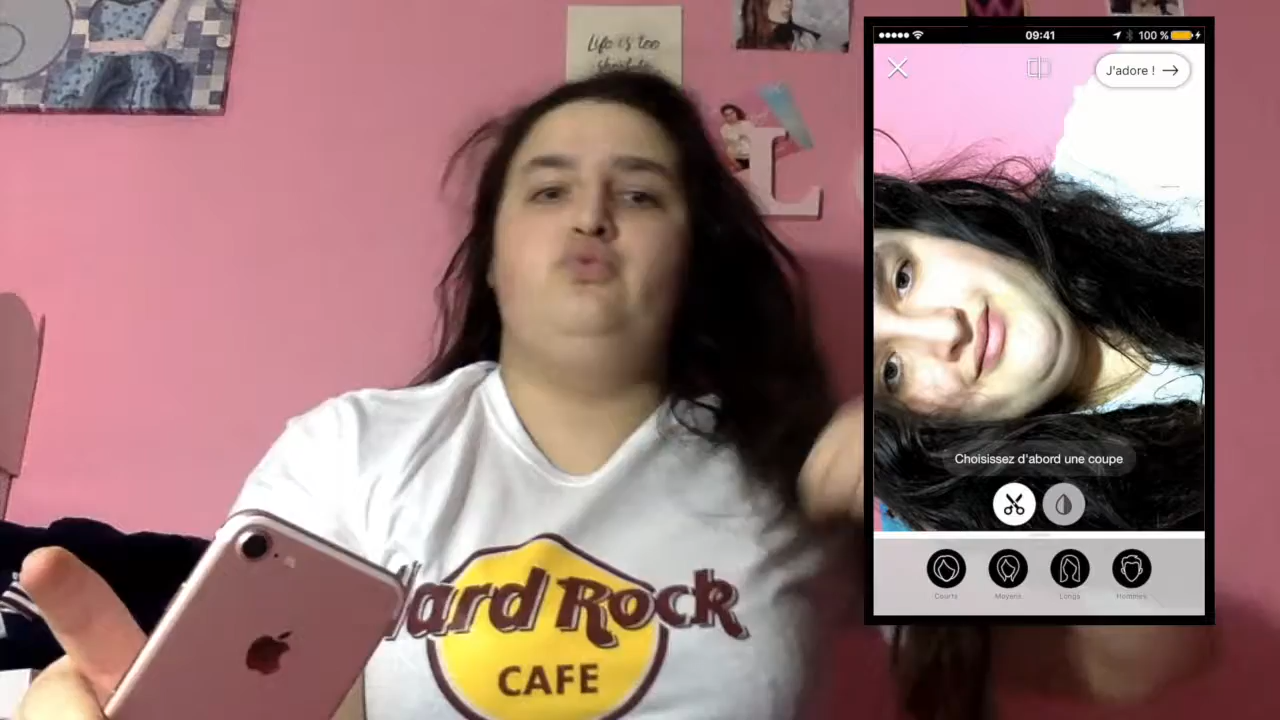 Life is too
L
Hard Rock
CAFE
09:41
100 %
J'adore !
Choisissez d'abord une coupe
Courts
Moyens
Longs
Hommes